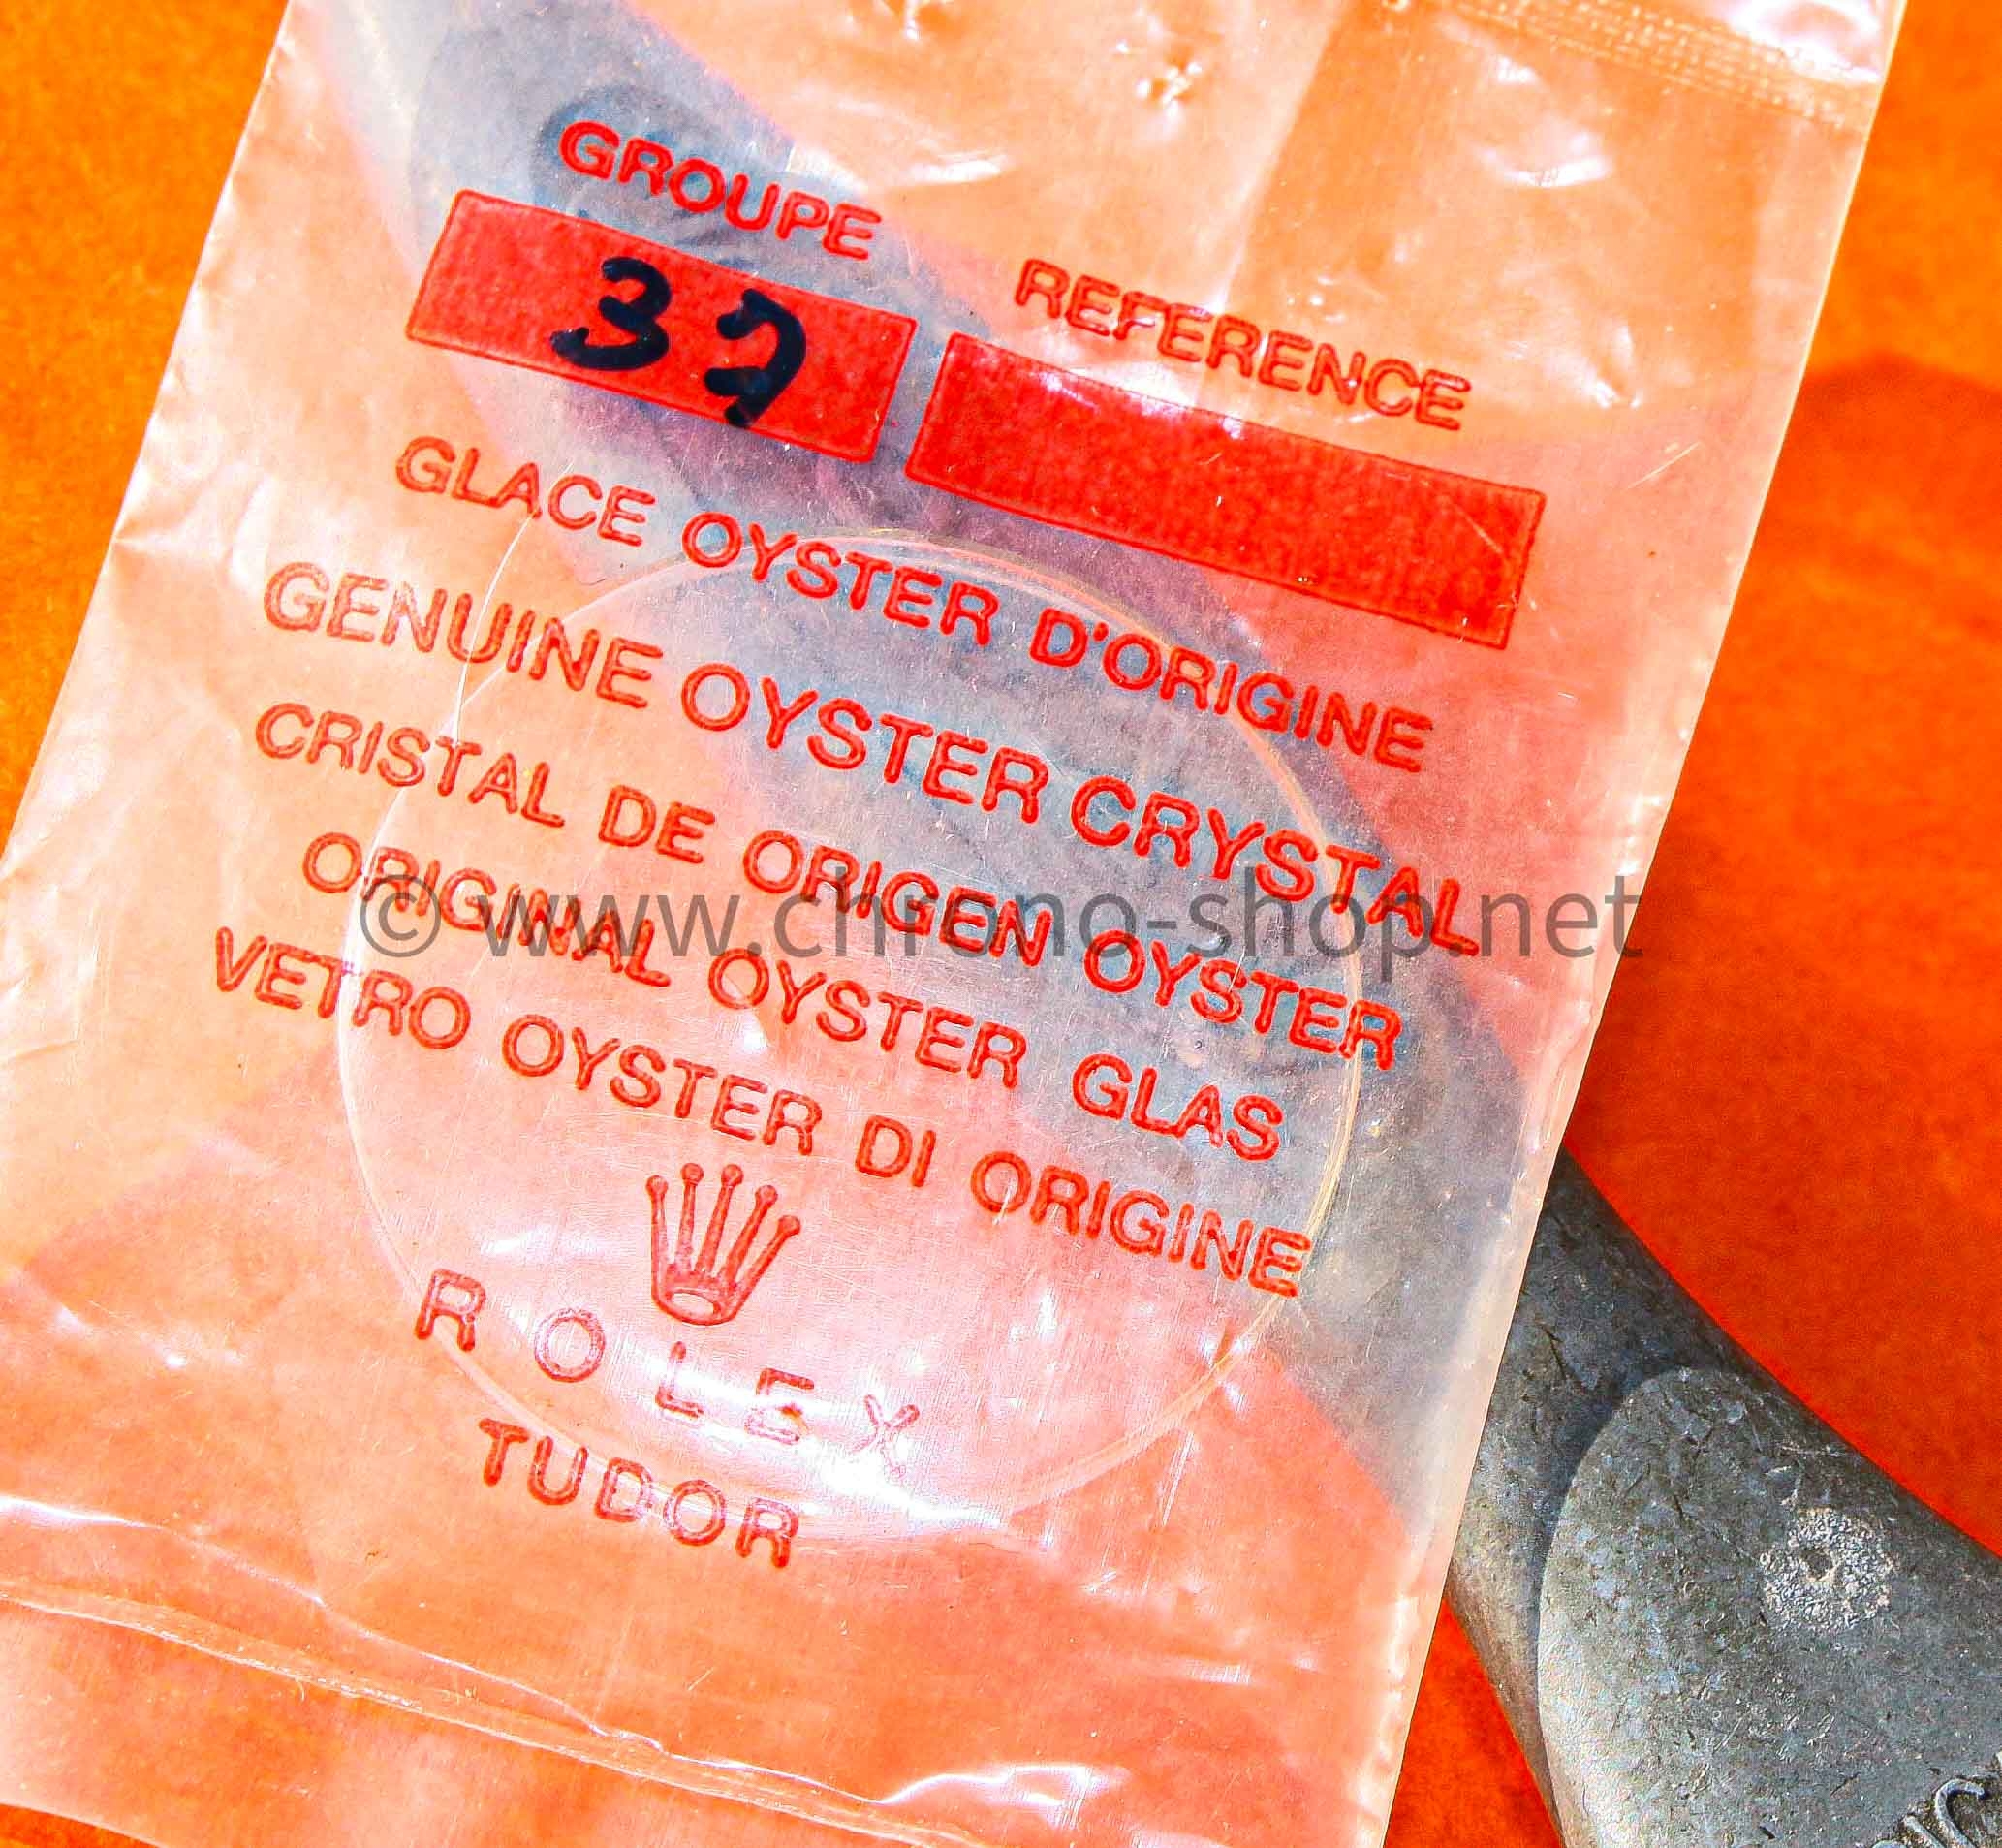 GROUPE
REFERENCE
37
GLACE OYSTER D'ORIGINE
GENUINE OYSTER CRYSTAL
CRISTAL DE ORIGEN OYSTER
ORIGINAL OYSTER GLAS
VETRO OYSTER DI ORIGINE
ROLEX
TUDOR
© www.chrono-shop.net